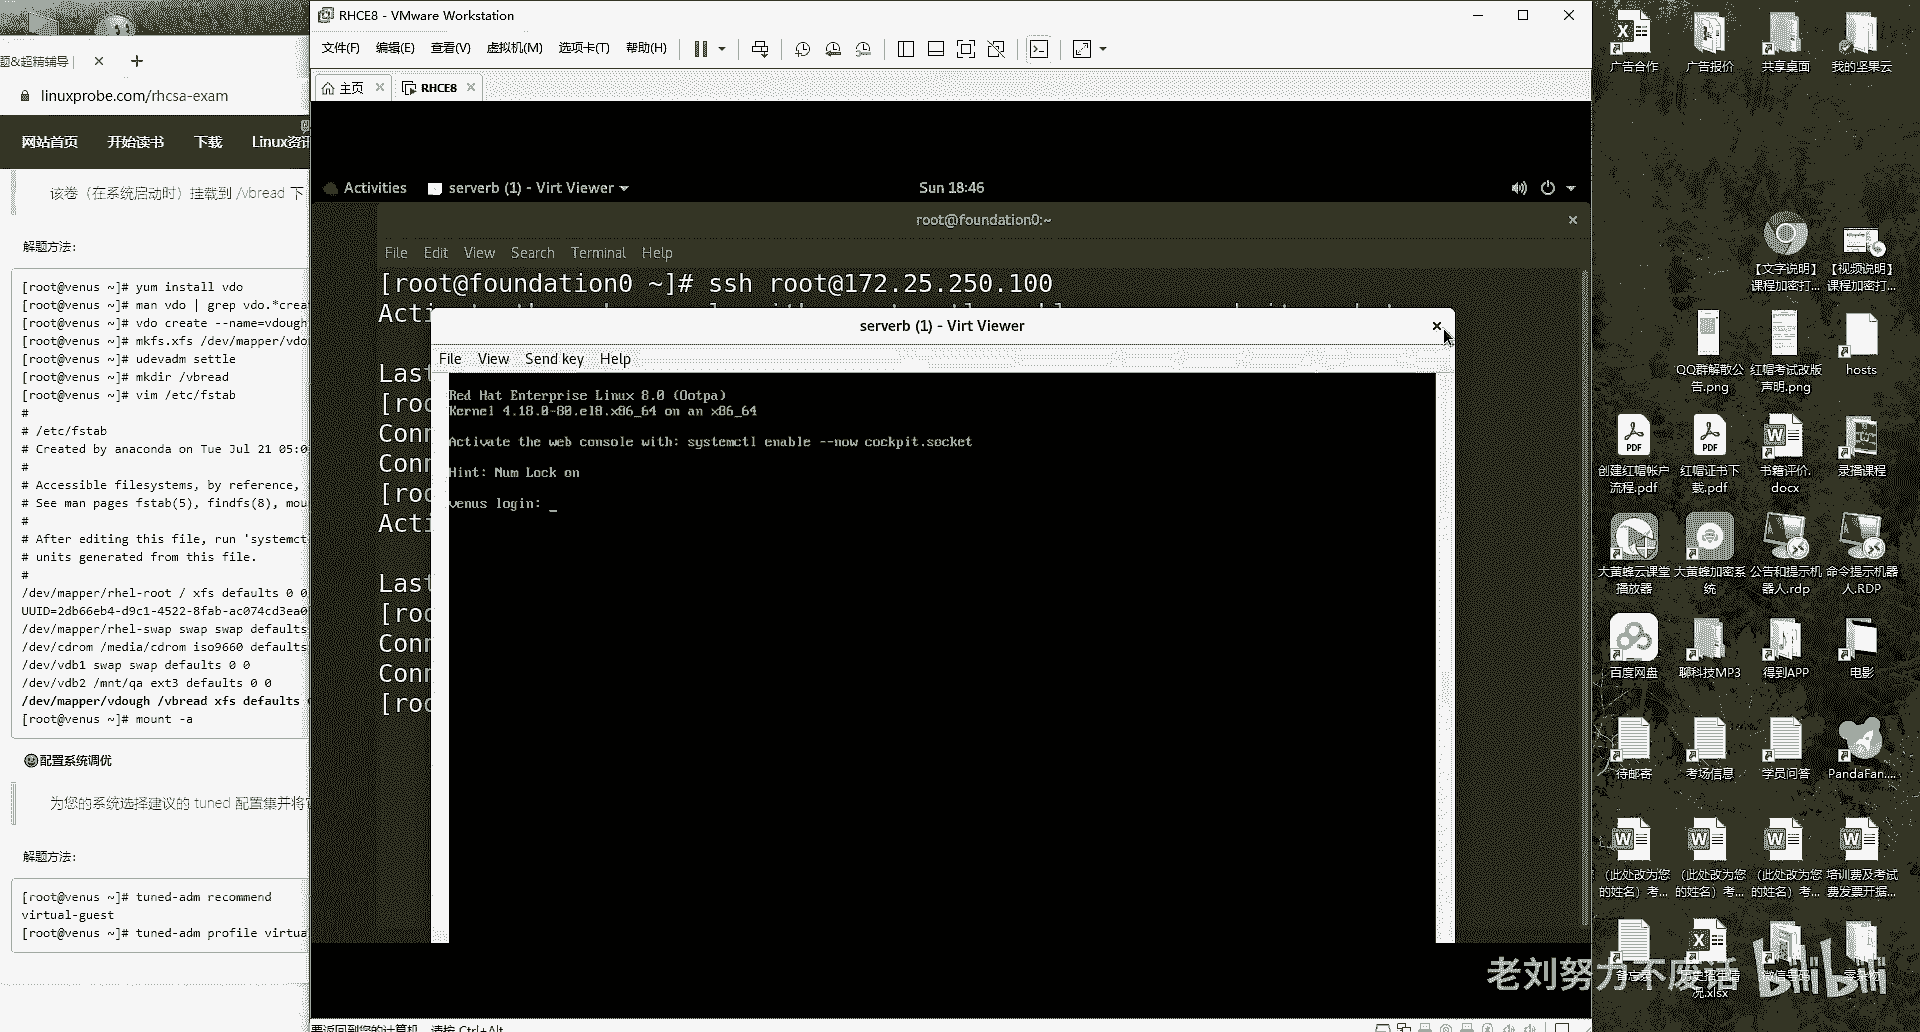 RHCE8 - VMware Workstation
文件(F) 编辑(E) 查看(V) 虚拟机(M) 选项卡(T) 帮助(H)
主页 RHCE8
题&超精辅导
linuxprobe.com/rhcsa-exam
网站首页 开始读书 下载 Linux资讯
该卷（在系统启动时）挂载到 /vbread 下
解题方法:
[root@venus ~]# yum install vdo
[root@venus ~]# man vdo | grep vdo.*crea
[root@venus ~]# vdo create --name=vdough
[root@venus ~]# mkfs.xfs /dev/mapper/vdo
[root@venus ~]# udevadm settle
[root@venus ~]# mkdir /vbread
[root@venus ~]# vim /etc/fstab
#
# /etc/fstab
# Created by anaconda on Tue Jul 21 05:0
#
# Accessible filesystems, by reference,
# See man pages fstab(5), findfs(8), mou
#
# After editing this file, run 'systemct
# units generated from this file.
#
/dev/mapper/rhel-root / xfs defaults 0 0
UUID=2db66eb4-d9c1-4522-8fab-ac074cd3ea0
/dev/mapper/rhel-swap swap swap defaults
/dev/cdrom /media/cdrom iso9660 defaults
/dev/vdb1 swap swap defaults 0 0
/dev/vdb2 /mnt/qa ext3 defaults 0 0
/dev/mapper/vdough /vbread xfs defaults
[root@venus ~]# mount -a
配置系统调优
为您的系统选择建议的 tuned 配置集并将
解题方法:
[root@venus ~]# tuned-adm recommend
virtual-guest
[root@venus ~]# tuned-adm profile virtua
Activities serverb (1) - Virt Viewer Sun 18:46
root@foundation0:~
File Edit View Search Terminal Help
[root@foundation0 ~]# ssh root@172.25.250.100
Acti
Last
[roo
Conn
Conn
[roo
Acti
Last
[roo
Conn
Conn
[roo
serverb (1) - Virt Viewer
File View Send key Help
Red Hat Enterprise Linux 8.0 (Ootpa)
Kernel 4.18.0-80.el8.x86_64 on an x86_64
Activate the web console with: systemctl enable --now cockpit.socket
Hint: Num Lock on
venus login: _
要返回到您的计算机，请按 Ctrl+Alt
广告合作 广告报价 共享桌面 我的坚果云
【文字说明】课程加密打... 【视频说明】课程加密打...
QQ群解散公告.png 红帽考试改版声明.png hosts
创建红帽帐户流程.pdf 红帽证书下载.pdf 书籍评价.docx 录播课程
大黄蜂云课堂播放器 大黄蜂加密系统 公告和提示机器人.rdp 命令提示机器人.RDP
百度网盘 聊科技MP3 得到APP 电影
待邮寄 考场信息 学员问答 PandaFan....
（此处改为您的姓名）考... （此处改为您的姓名）考... （此处改为您的姓名）考... 培训费及考试费发票开据...
老刘努力不废话 bilibili